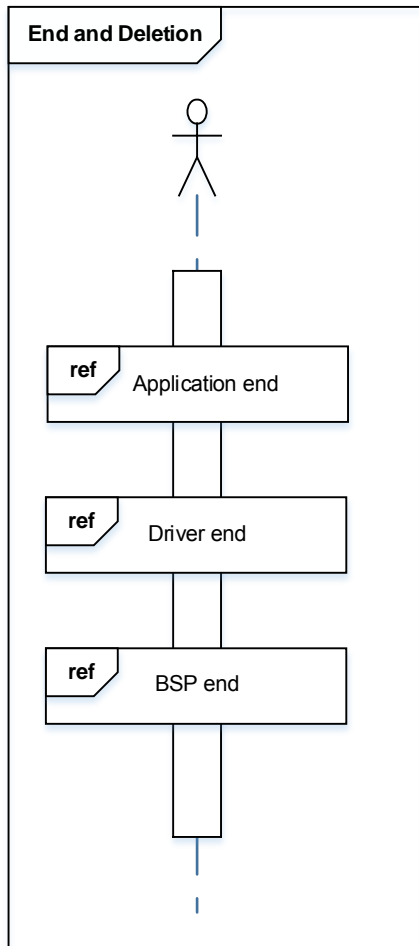 End and Deletion
ref
Application end
ref
Driver end
ref
BSP end